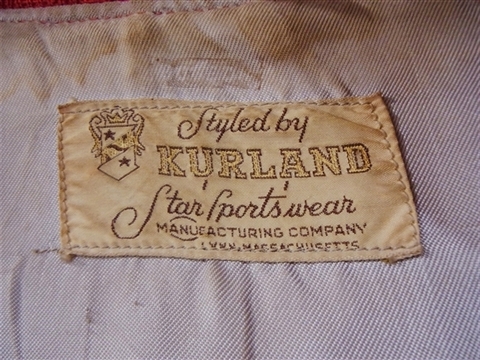 Styled by
KURLAND
Star Sportswear
MANUFACTURING COMPANY
LYNN, MASSACHUSETTS